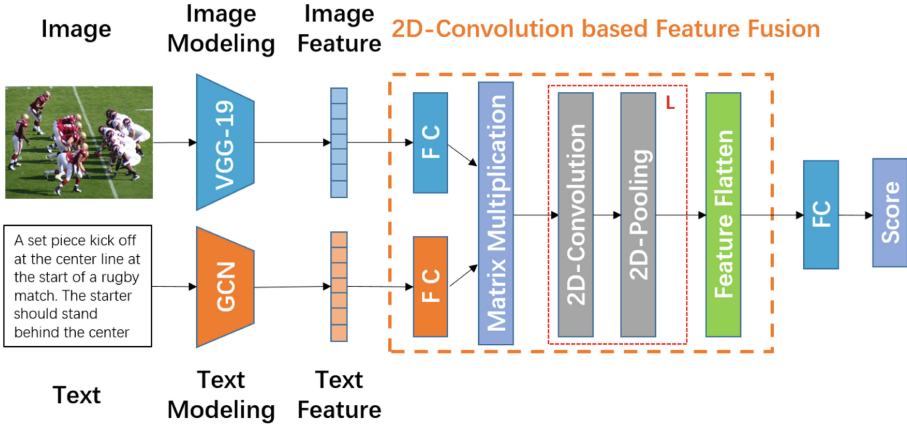 Image
Image
Modeling
Image
Feature
2D-Convolution based Feature Fusion
VGG-19
F C
Matrix Multiplication
2D-Convolution
2D-Pooling
L
Feature Flatten
FC
Score
A set piece kick off
at the center line at
the start of a rugby
match. The starter
should stand
behind the center
GCN
F C
Text
Text
Modeling
Text
Feature